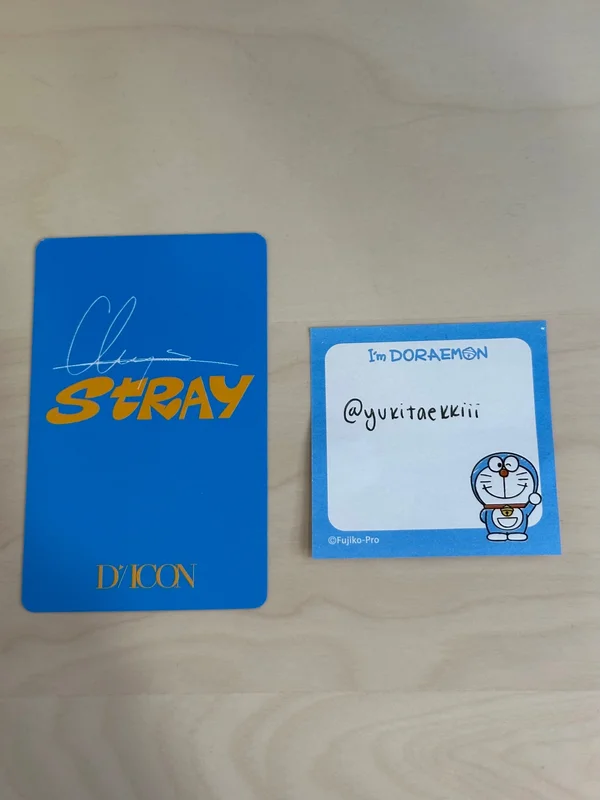 STRAY
D/ICON
I'm DORAEMON
@yukitaekkiii
©Fujiko-Pro